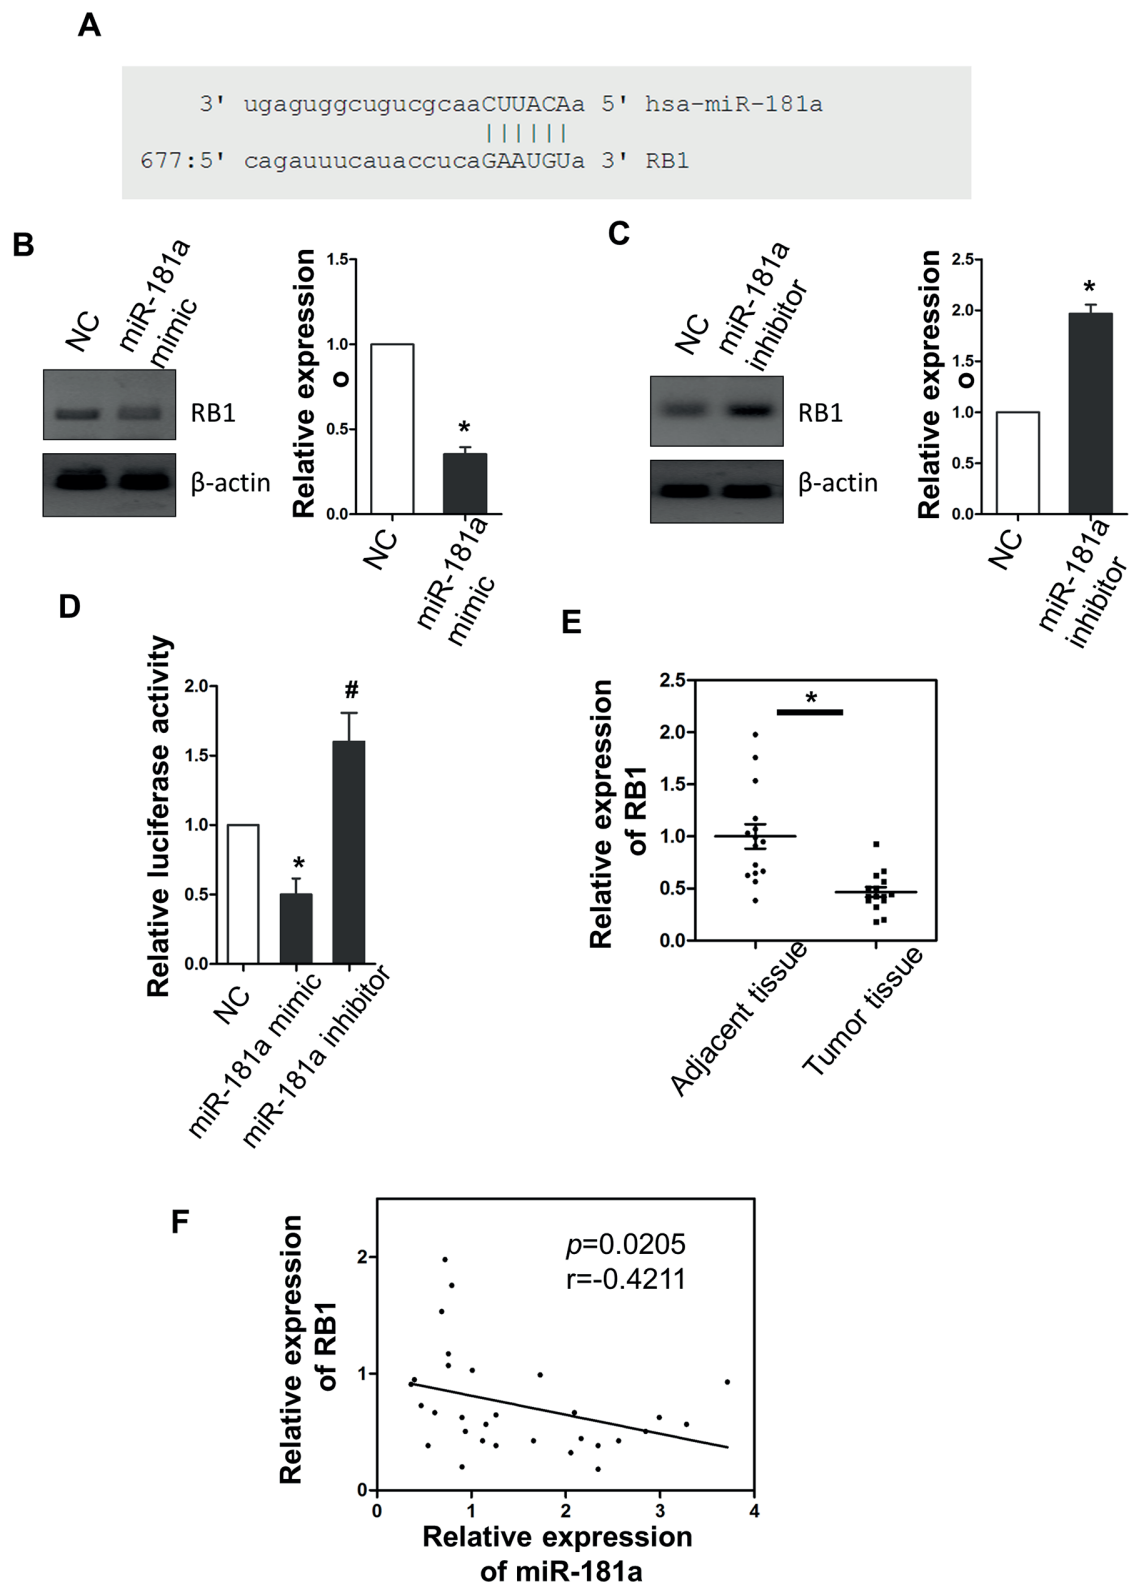 A
3' ugaguggcugucgcaaCUUACAa 5' hsa-miR-181a
||||||
677:5' cagauuucauaccucaGAAUGUa 3' RB1
B
NC
miR-181a
mimic
RB1
β-actin
Relative expression
o
1.5
1.0
0.5
0.0
*
NC
miR-181a
mimic
C
NC
miR-181a
inhibitor
RB1
β-actin
Relative expression
o
2.5
2.0
1.5
1.0
0.5
0.0
*
NC
miR-181a
inhibitor
D
Relative luciferase activity
2.0
1.5
1.0
0.5
0.0
*
#
NC
miR-181a mimic
miR-181a inhibitor
E
Relative expression
of RB1
2.5
2.0
1.5
1.0
0.5
0.0
*
Adjacent tissue
Tumor tissue
F
Relative expression
of RB1
2
1
0
p=0.0205
r=-0.4211
0 1 2 3 4
Relative expression
of miR-181a